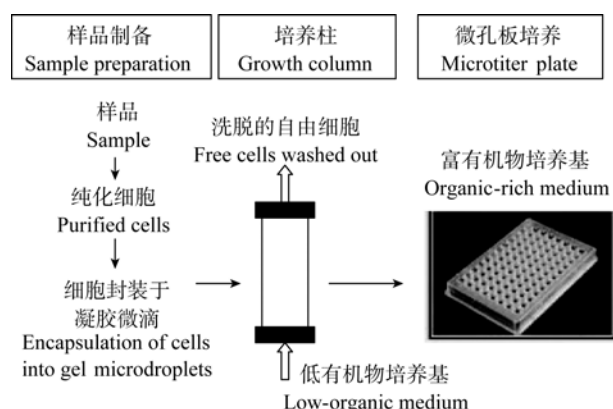 样品制备
Sample preparation
培养柱
Growth column
微孔板培养
Microtiter plate
样品
Sample
纯化细胞
Purified cells
细胞封装于
凝胶微滴
Encapsulation of cells
into gel microdroplets
洗脱的自由细胞
Free cells washed out
低有机物培养基
Low-organic medium
富有机物培养基
Organic-rich medium